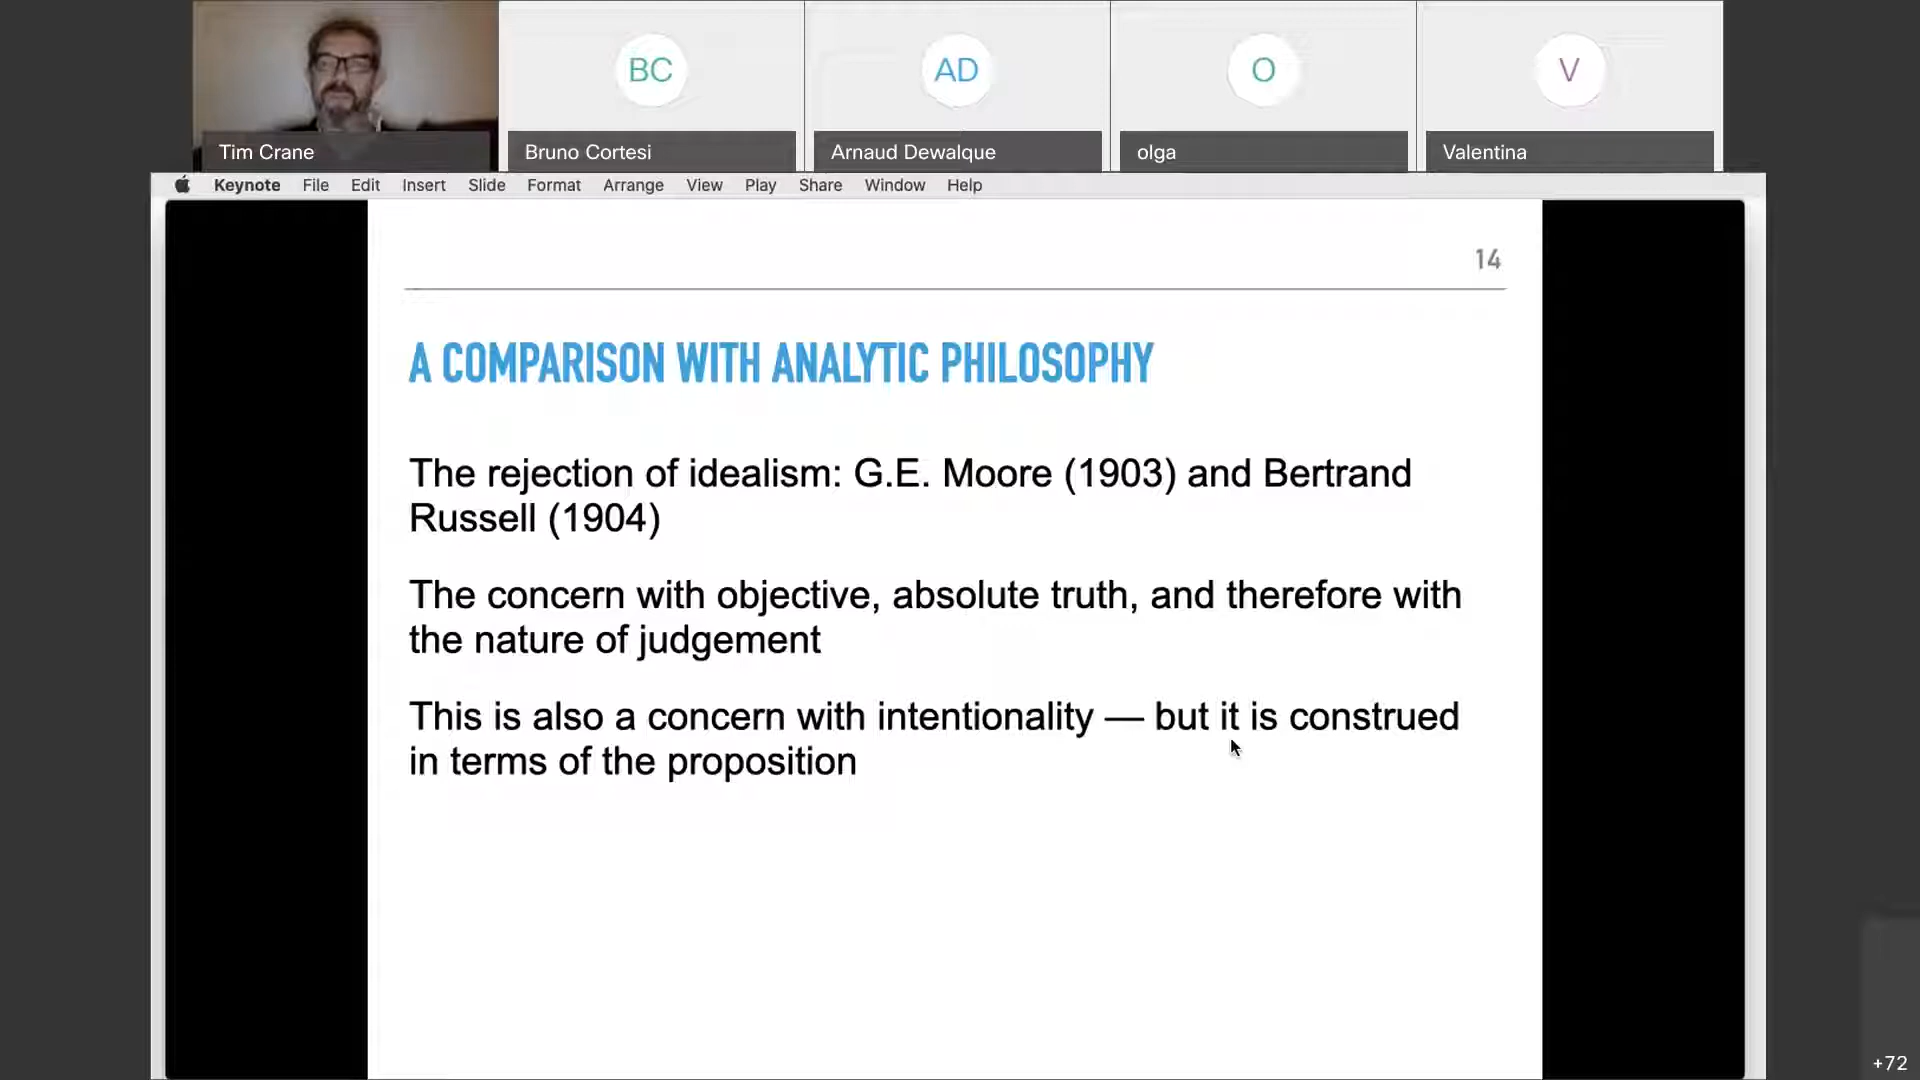 BC
AD
O
V
Tim Crane
Bruno Cortesi
Arnaud Dewalque
olga
Valentina
Keynote File Edit Insert Slide Format Arrange View Play Share Window Help
14
A COMPARISON WITH ANALYTIC PHILOSOPHY
The rejection of idealism: G.E. Moore (1903) and Bertrand
Russell (1904)
The concern with objective, absolute truth, and therefore with
the nature of judgement
This is also a concern with intentionality — but it is construed
in terms of the proposition
+72